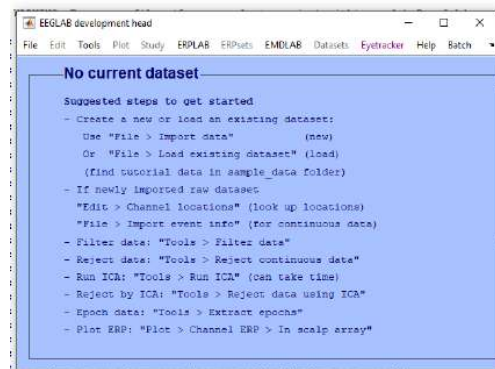 EEGLAB development head
File Edit Tools Plot Study ERPLAB ERPsets EMDLAB Datasets Eyetracker Help Batch
No current dataset
Suggested steps to get started
- Create a new or load an existing dataset:
Use "File > Import data" (new)
Or "File > Load existing dataset" (load)
(find tutorial data in sample_data folder)
- If newly imported raw dataset
"Edit > Channel locations" (look up locations)
"File > Import event info" (for continuous data)
- Filter data: "Tools > Filter data"
- Reject data: "Tools > Reject continuous data"
- Run ICA: "Tools > Run ICA" (can take time)
- Reject by ICA: "Tools > Reject data using ICA"
- Epoch data: "Tools > Extract epochs"
- Plot ERP: "Plot > Channel ERP > In scalp array"